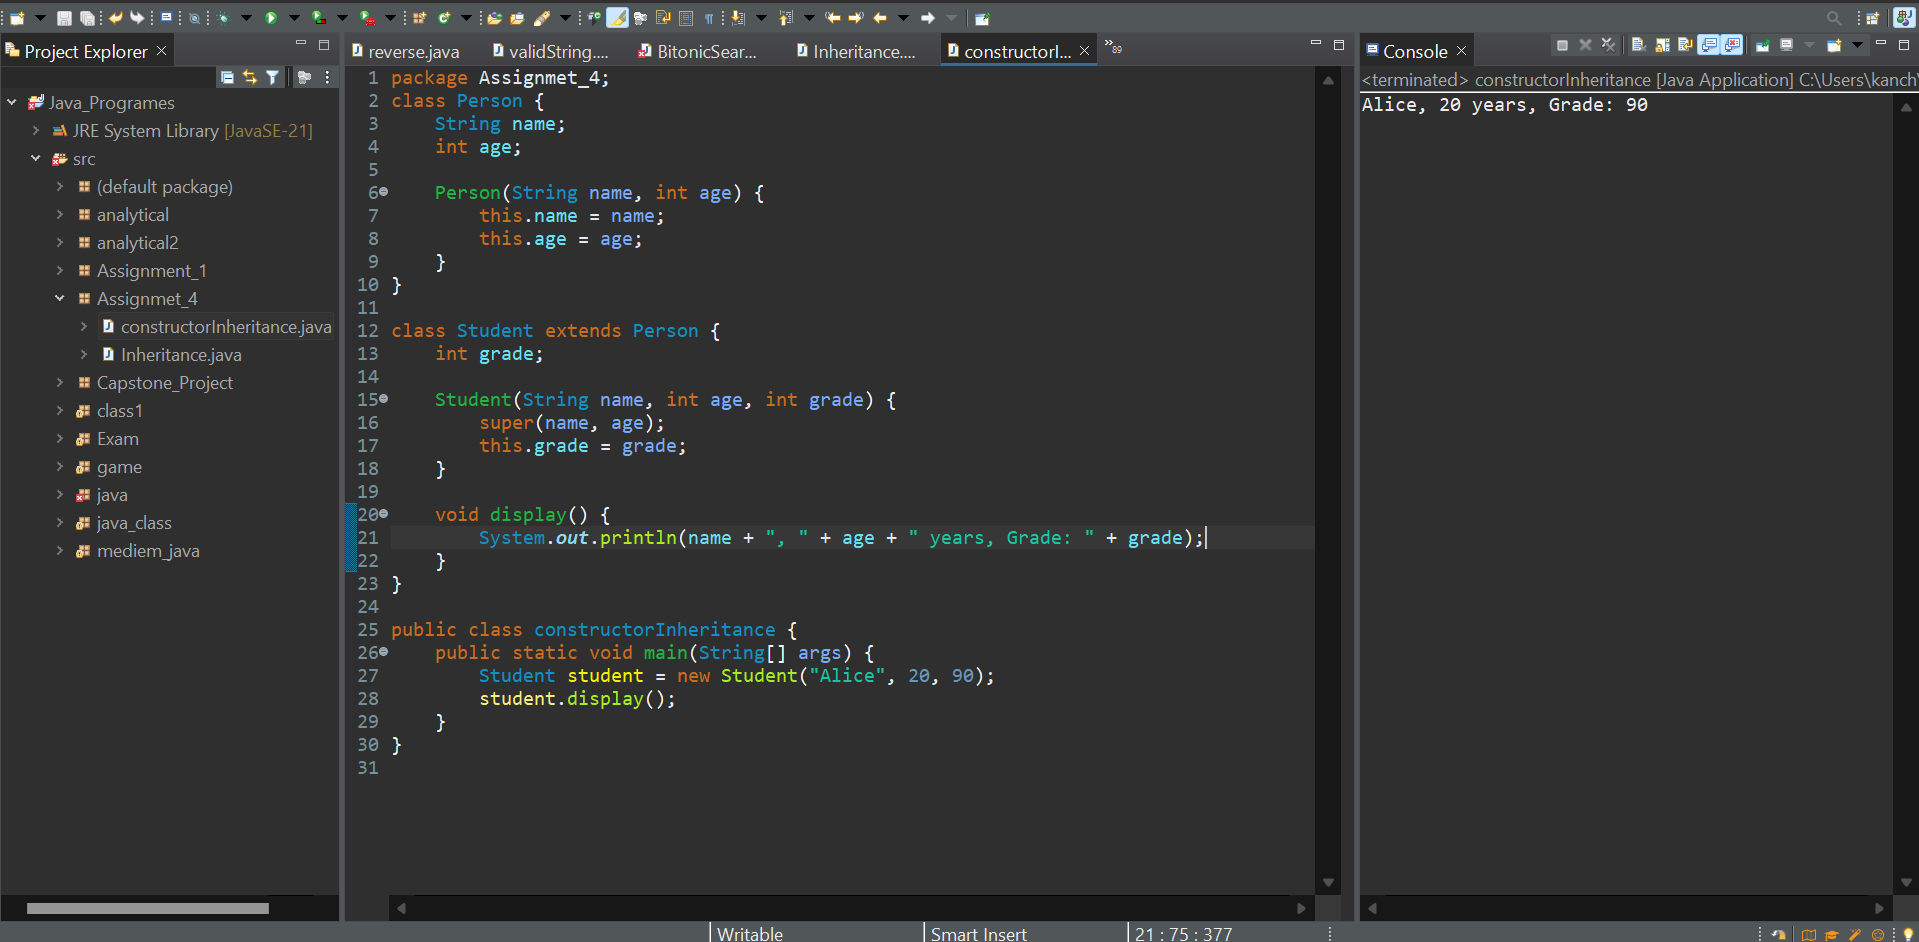 Project Explorer
Java_Programes
JRE System Library [JavaSE-21]
src
(default package)
analytical
analytical2
Assignment_1
Assignmet_4
constructorInheritance.java
Inheritance.java
Capstone_Project
class1
Exam
game
java
java_class
mediem_java
reverse.java
validString....
BitonicSear...
Inheritance....
constructorI...
»89
1 package Assignmet_4;
2 class Person {
3     String name;
4     int age;
5
6     Person(String name, int age) {
7         this.name = name;
8         this.age = age;
9     }
10 }
11
12 class Student extends Person {
13     int grade;
14
15     Student(String name, int age, int grade) {
16         super(name, age);
17         this.grade = grade;
18     }
19
20     void display() {
21         System.out.println(name + ", " + age + " years, Grade: " + grade);
22     }
23 }
24
25 public class constructorInheritance {
26     public static void main(String[] args) {
27         Student student = new Student("Alice", 20, 90);
28         student.display();
29     }
30 }
31
Console
<terminated> constructorInheritance [Java Application] C:\Users\kanch\
Alice, 20 years, Grade: 90
Writable
Smart Insert
21 : 75 : 377